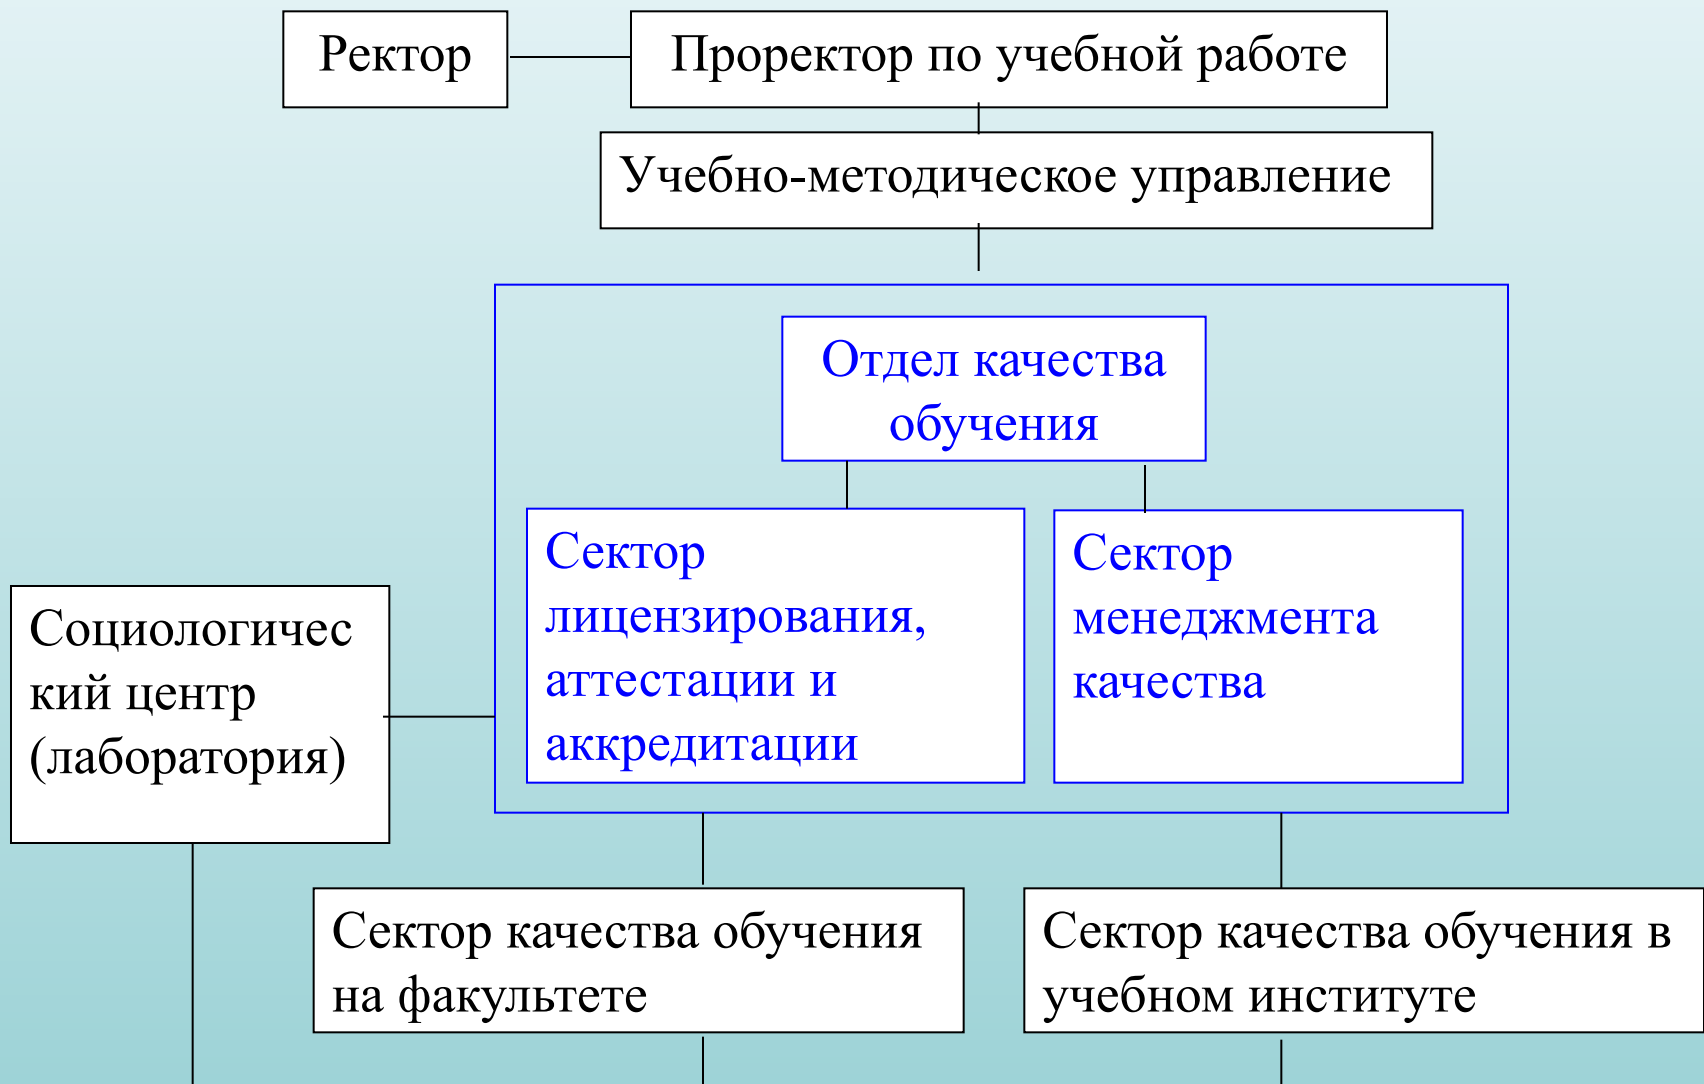 Ректор
Проректор по учебной работе
Учебно-методическое управление
Отдел качества
обучения
Сектор
лицензирования,
аттестации и
аккредитации
Сектор
менеджмента
качества
Социологичес
кий центр
(лаборатория)
Сектор качества обучения
на факультете
Сектор качества обучения в
учебном институте